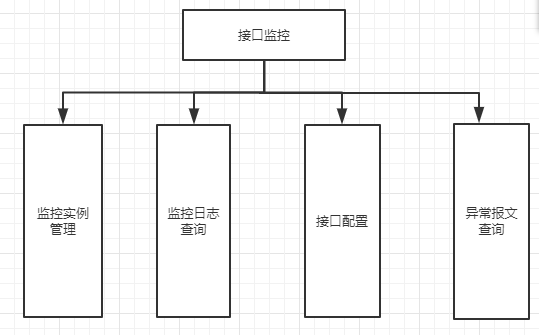 接口监控
监控实例
管理
监控日志
查询
接口配置
异常报文
查询